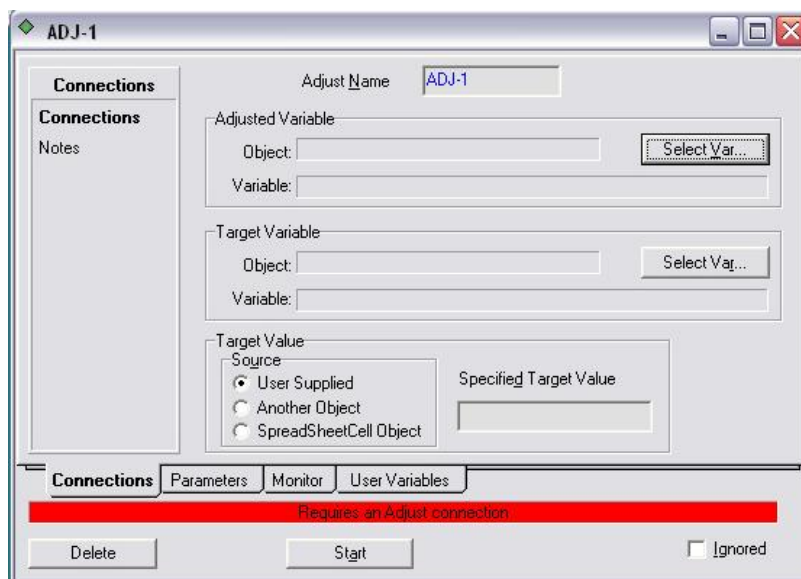 ADJ-1
Connections
Connections
Notes
Adjust Name ADJ-1
Adjusted Variable
Object: Select Var...
Variable:
Target Variable
Object: Select Var...
Variable:
Target Value
Source
User Supplied
Another Object
SpreadSheetCell Object
Specified Target Value
Connections Parameters Monitor User Variables
Requires an Adjust connection
Delete Start Ignored